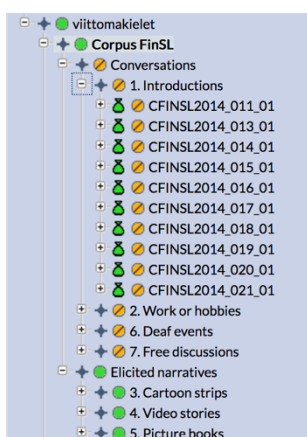 viittomakielet
Corpus FinSL
Conversations
1. Introductions
CFINSL2014_011_01
CFINSL2014_013_01
CFINSL2014_014_01
CFINSL2014_015_01
CFINSL2014_016_01
CFINSL2014_017_01
CFINSL2014_018_01
CFINSL2014_019_01
CFINSL2014_020_01
CFINSL2014_021_01
2. Work or hobbies
6. Deaf events
7. Free discussions
Elicited narratives
3. Cartoon strips
4. Video stories
5. Picture books